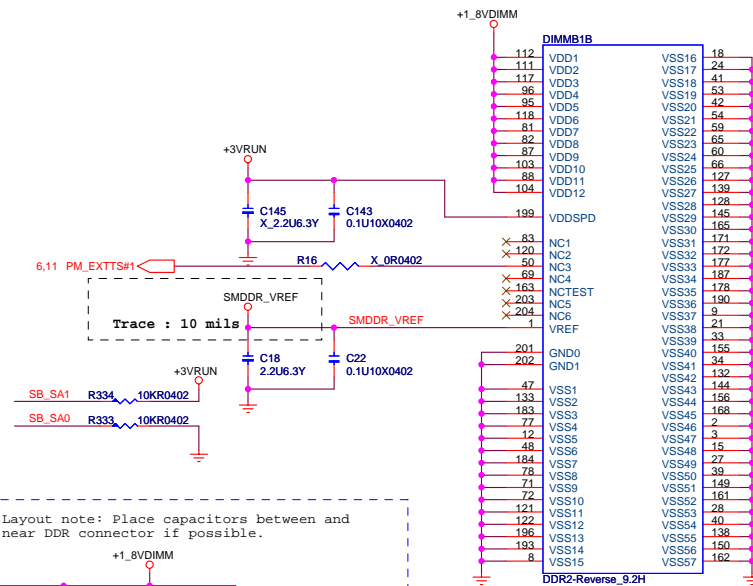 +1_8VDIMM
DIMMB1B
112 VDD1 VSS16 18
111 VDD2 VSS17 24
117 VDD3 VSS18 41
96 VDD4 VSS19 53
95 VDD5 VSS20 42
118 VDD6 VSS21 54
81 VDD7 VSS22 59
82 VDD8 VSS23 65
87 VDD9 VSS24 60
103 VDD10 VSS25 66
88 VDD11 VSS26 127
104 VDD12 VSS27 139
VSS28 128
199 VDDSPD VSS29 145
VSS30 165
83 NC1 VSS31 171
120 NC2 VSS32 172
50 NC3 VSS33 177
69 NC4 VSS34 187
163 NCTEST VSS35 178
203 NC5 VSS36 190
204 NC6 VSS37 9
1 VREF VSS38 21
VSS39 33
201 GND0 VSS40 155
202 GND1 VSS41 34
VSS42 132
47 VSS1 VSS43 144
133 VSS2 VSS44 156
183 VSS3 VSS45 168
77 VSS4 VSS46 2
12 VSS5 VSS47 3
48 VSS6 VSS48 15
184 VSS7 VSS49 27
78 VSS8 VSS50 39
71 VSS9 VSS51 149
72 VSS10 VSS52 161
121 VSS11 VSS53 28
122 VSS12 VSS54 40
196 VSS13 VSS55 138
193 VSS14 VSS56 150
8 VSS15 VSS57 162
DDR2-Reverse_9.2H
+3VRUN
C145
X_2.2U6.3Y
C143
0.1U10X0402
6,11 PM_EXTTS#1
R16 X_0R0402
SMDDR_VREF
Trace : 10 mils
SMDDR_VREF
C18
2.2U6.3Y
C22
0.1U10X0402
+3VRUN
SB_SA1 R334 10KR0402
SB_SA0 R333 10KR0402
Layout note: Place capacitors between and
near DDR connector if possible.
+1_8VDIMM